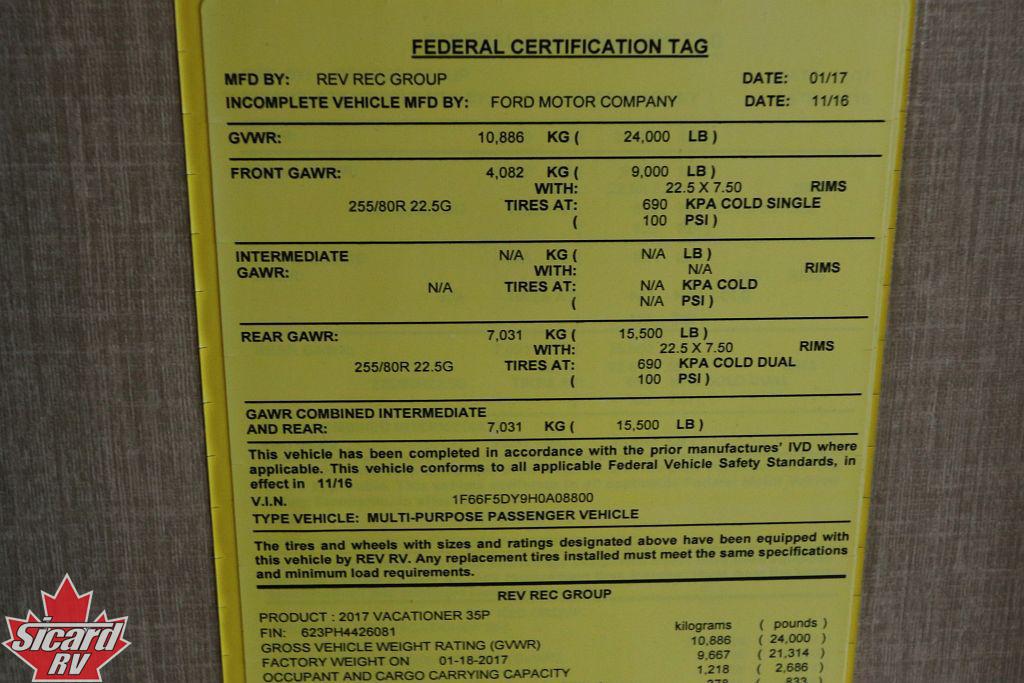 FEDERAL CERTIFICATION TAG
MFD BY: REV REC GROUP DATE: 01/17
INCOMPLETE VEHICLE MFD BY: FORD MOTOR COMPANY DATE: 11/16
GVWR: 10,886 KG ( 24,000 LB )
FRONT GAWR: 4,082 KG ( 9,000 LB )
WITH: 22.5 X 7.50 RIMS
255/80R 22.5G TIRES AT: 690 KPA COLD SINGLE
( 100 PSI )
INTERMEDIATE N/A KG ( N/A LB )
GAWR: WITH: N/A RIMS
N/A TIRES AT: N/A KPA COLD
( N/A PSI )
REAR GAWR: 7,031 KG ( 15,500 LB )
WITH: 22.5 X 7.50 RIMS
255/80R 22.5G TIRES AT: 690 KPA COLD DUAL
( 100 PSI )
GAWR COMBINED INTERMEDIATE
AND REAR: 7,031 KG ( 15,500 LB )
This vehicle has been completed in accordance with the prior manufactures' IVD where
applicable. This vehicle conforms to all applicable Federal Vehicle Safety Standards, in
effect in 11/16
V.I.N. 1F66F5DY9H0A08800
TYPE VEHICLE: MULTI-PURPOSE PASSENGER VEHICLE
The tires and wheels with sizes and ratings designated above have been equipped with
this vehicle by REV RV. Any replacement tires installed must meet the same specifications
and minimum load requirements.
REV REC GROUP
PRODUCT : 2017 VACATIONER 35P kilograms ( pounds )
FIN: 623PH4426081
GROSS VEHICLE WEIGHT RATING (GVWR) 10,886 ( 24,000 )
FACTORY WEIGHT ON 01-18-2017 9,667 ( 21,314 )
OCCUPANT AND CARGO CARRYING CAPACITY 1,218 ( 2,686 )
Sicard
RV